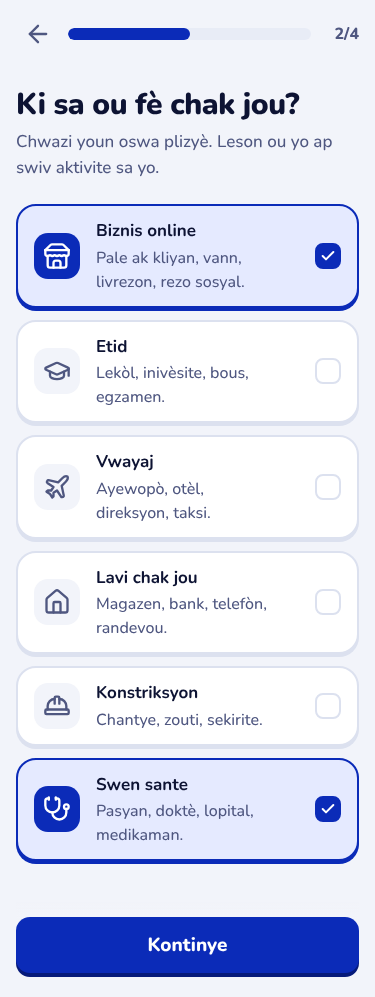 2/4
Ki sa ou fè chak jou?
Chwazi youn oswa plizyè. Leson ou yo ap
swiv aktivite sa yo.
Biznis online
Pale ak kliyan, vann,
livrezon, rezo sosyal.
Etid
Lekòl, inivèsite, bous,
egzamen.
Vwayaj
Ayewopò, otèl,
direksyon, taksi.
Lavi chak jou
Magazen, bank, telefòn,
randevou.
Konstriksyon
Chantye, zouti, sekirite.
Swen sante
Pasyan, doktè, lopital,
medikaman.
Kontinye